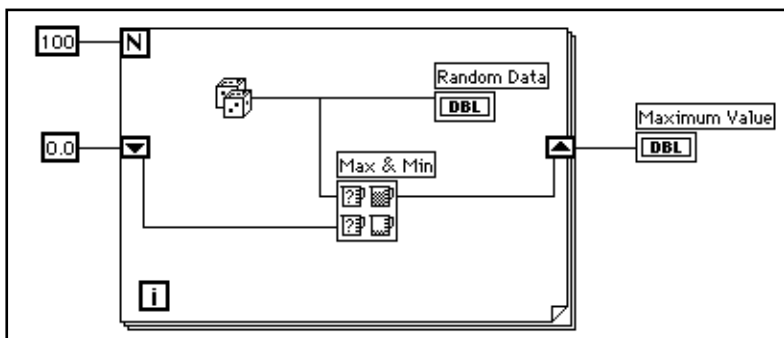 100
N
Random Data
DBL
Maximum Value
DBL
0.0
Max & Min
? 
?
i